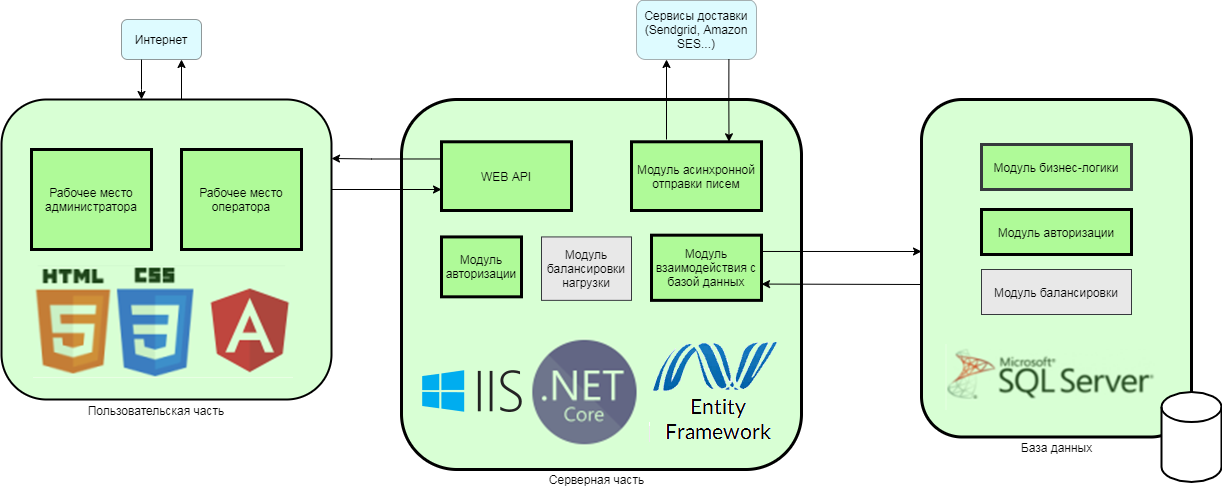 Интернет
Сервисы доставки
(Sendgrid, Amazon
SES...)
Рабочее место
администратора
Рабочее место
оператора
HTML
CSS
5
3
A
Пользовательская часть
WEB API
Модуль асинхронной
отправки писем
Модуль
авторизации
Модуль
балансировки
нагрузки
Модуль
взаимодействия с
базой данных
IIS
.NET
Core
Entity
Framework
Серверная часть
Модуль бизнес-логики
Модуль авторизации
Модуль балансировки
Microsoft®
SQL Server®
База данных